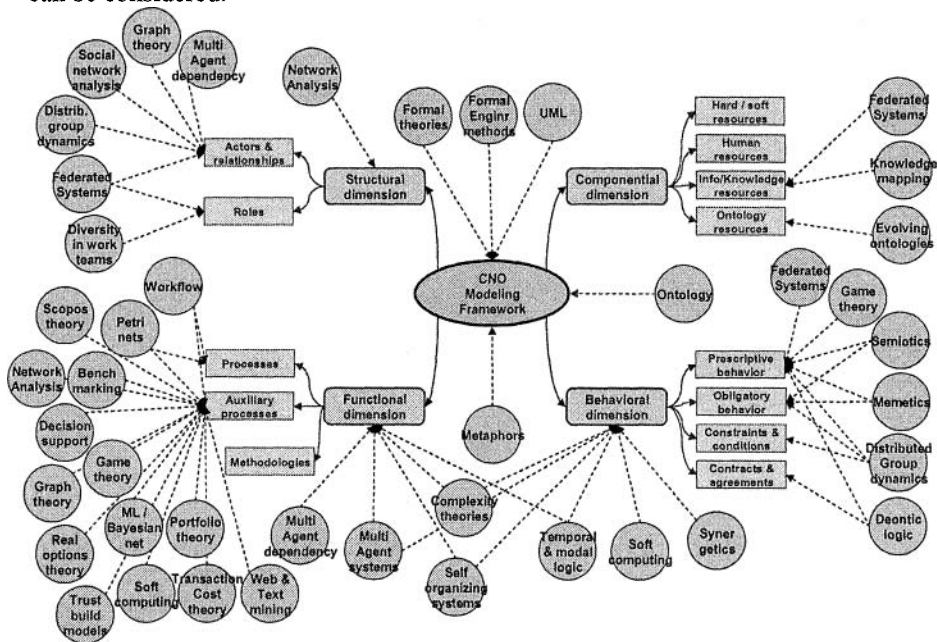 can be considered.
Graph
theory
Multi
Agent
dependency
Social
network
analysis
Network
Analysis
Distrib.
group
dynamics
Federated
Systems
Diversity
in work
teams
Actors &
relationships
Roles
Structural
dimension
Formal
theories
Formal
Enginr
methods
UML
Componential
dimension
Hard / soft
resources
Human
resources
Info/Knowledge
resources
Ontology
resources
Federated
Systems
Knowledge
mapping
Evolving
ontologies
CNO
Modeling
Framework
Ontology
Metaphors
Workflow
Scopos
theory
Petri
nets
Network
Analysis
Bench
marking
Decision
support
Game
theory
Graph
theory
ML /
Bayesian
net
Portfolio
theory
Real
options
theory
Trust
build
models
Soft
computing
Transaction
Cost
theory
Web &
Text
mining
Processes
Auxiliary
processes
Methodologies
Functional
dimension
Multi
Agent
dependency
Multi
Agent
systems
Complexity
theories
Self
organizing
systems
Temporal
& modal
logic
Soft
computing
Syner
getics
Behavioral
dimension
Prescriptive
behavior
Obligatory
behavior
Constraints &
conditions
Contracts &
agreements
Federated
Systems
Game
theory
Semiotics
Memetics
Distributed
Group
dynamics
Deontic
logic